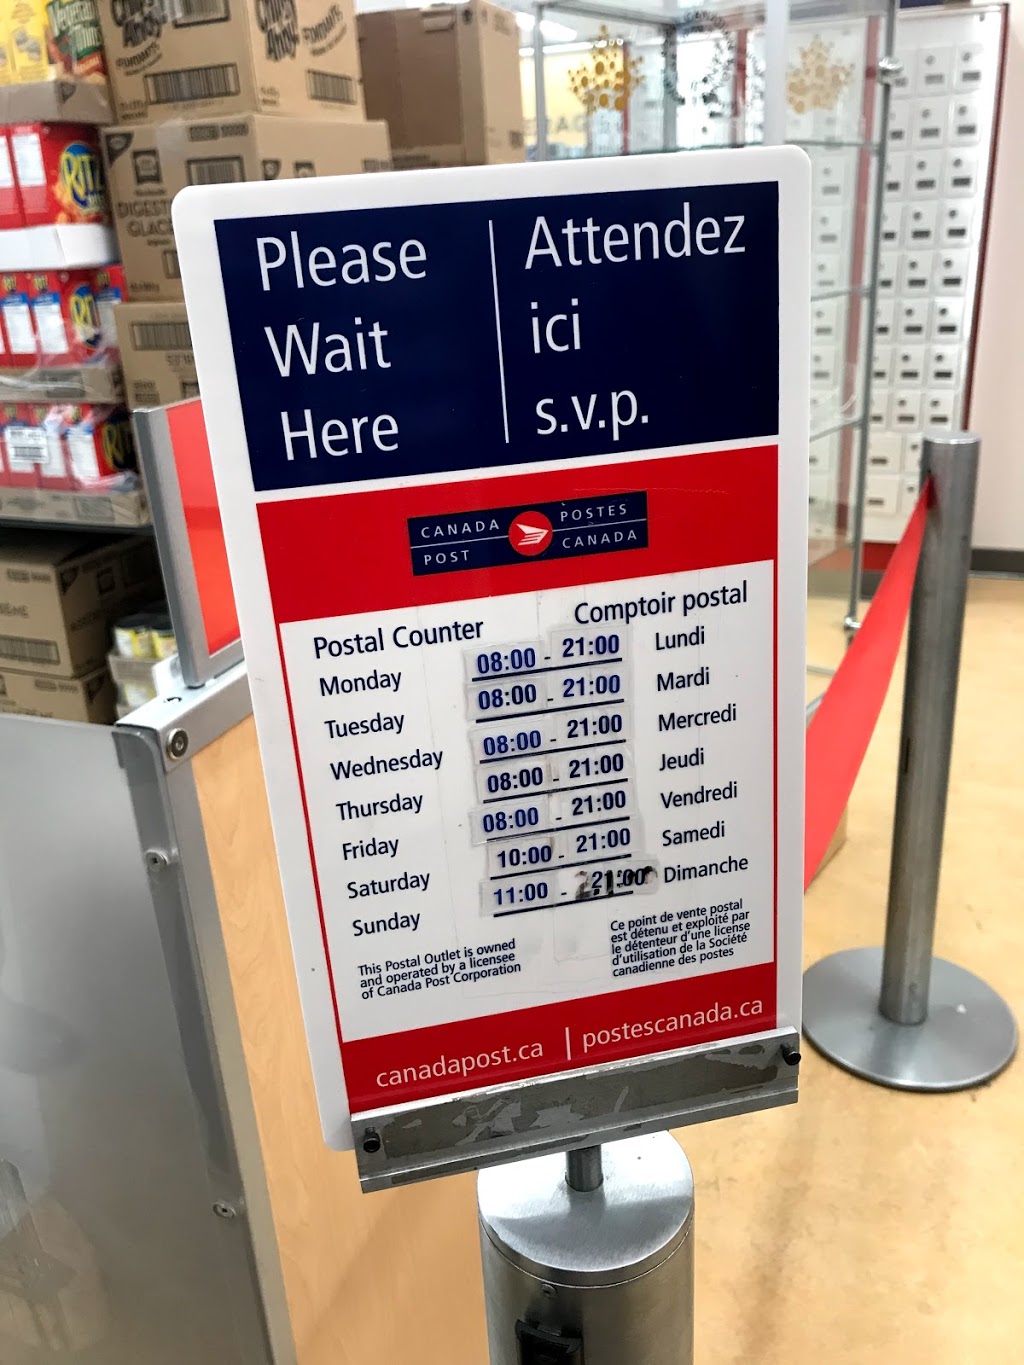 Please
Wait
Here
Attendez
ici
s.v.p.
CANADA POSTES
POST CANADA
Postal Counter Comptoir postal
Monday 08:00 - 21:00 Lundi
Tuesday 08:00 - 21:00 Mardi
Wednesday 08:00 - 21:00 Mercredi
Thursday 08:00 - 21:00 Jeudi
Friday 08:00 - 21:00 Vendredi
Saturday 10:00 - 21:00 Samedi
Sunday 11:00 - 21:00 Dimanche
This Postal Outlet is owned
and operated by a licensee
of Canada Post Corporation
Ce point de vente postal
est détenu et exploité par
le détenteur d'une license
d'utilisation de la Société
canadienne des postes
canadapost.ca | postescanada.ca
RITZ
DIGESTIVE